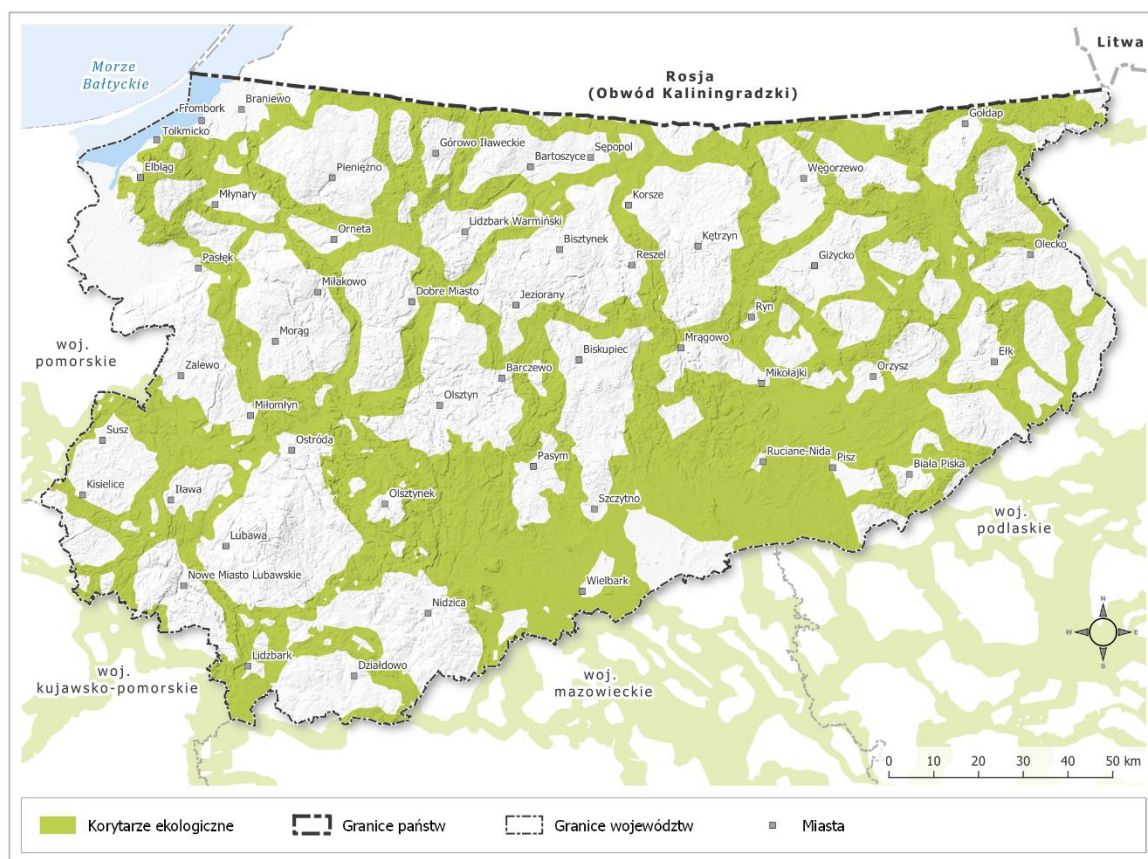 Morze
Bałtyckie
Litwa
Rosja
(Obwód Kaliningradzki)
Frombork
Braniewo
Tolkmicko
Gołdap
Górowo Iławeckie
Sępopol
Bartoszyce
Elbląg
Pieniężno
Węgorzewo
Młynary
Korsze
Lidzbark Warmiński
Orneta
Bisztynek
Kętrzyn
Olecko
Pasłęk
Reszel
Giżycko
Miłakowo
Dobre Miasto
Jeziorany
Ryn
Morąg
woj.
pomorskie
Mrągowo
Biskupiec
Ełk
Zalewo
Barczewo
Mikołajki
Orzysz
Olsztyn
Miłomłyn
Susz
Ostróda
Pasym
Ruciane-Nida
Pisz
Biała Piska
Kisielice
Iława
Olsztynek
Szczytno
woj.
podlaskie
Lubawa
Nowe Miasto Lubawskie
Wielbark
Nidzica
N
W
E
S
Lidzbark
Działdowo
woj.
kujawsko-pomorskie
woj.
mazowieckie
0 10 20 30 40 50 km
Korytarze ekologiczne
Granice państw
Granice województw
Miasta